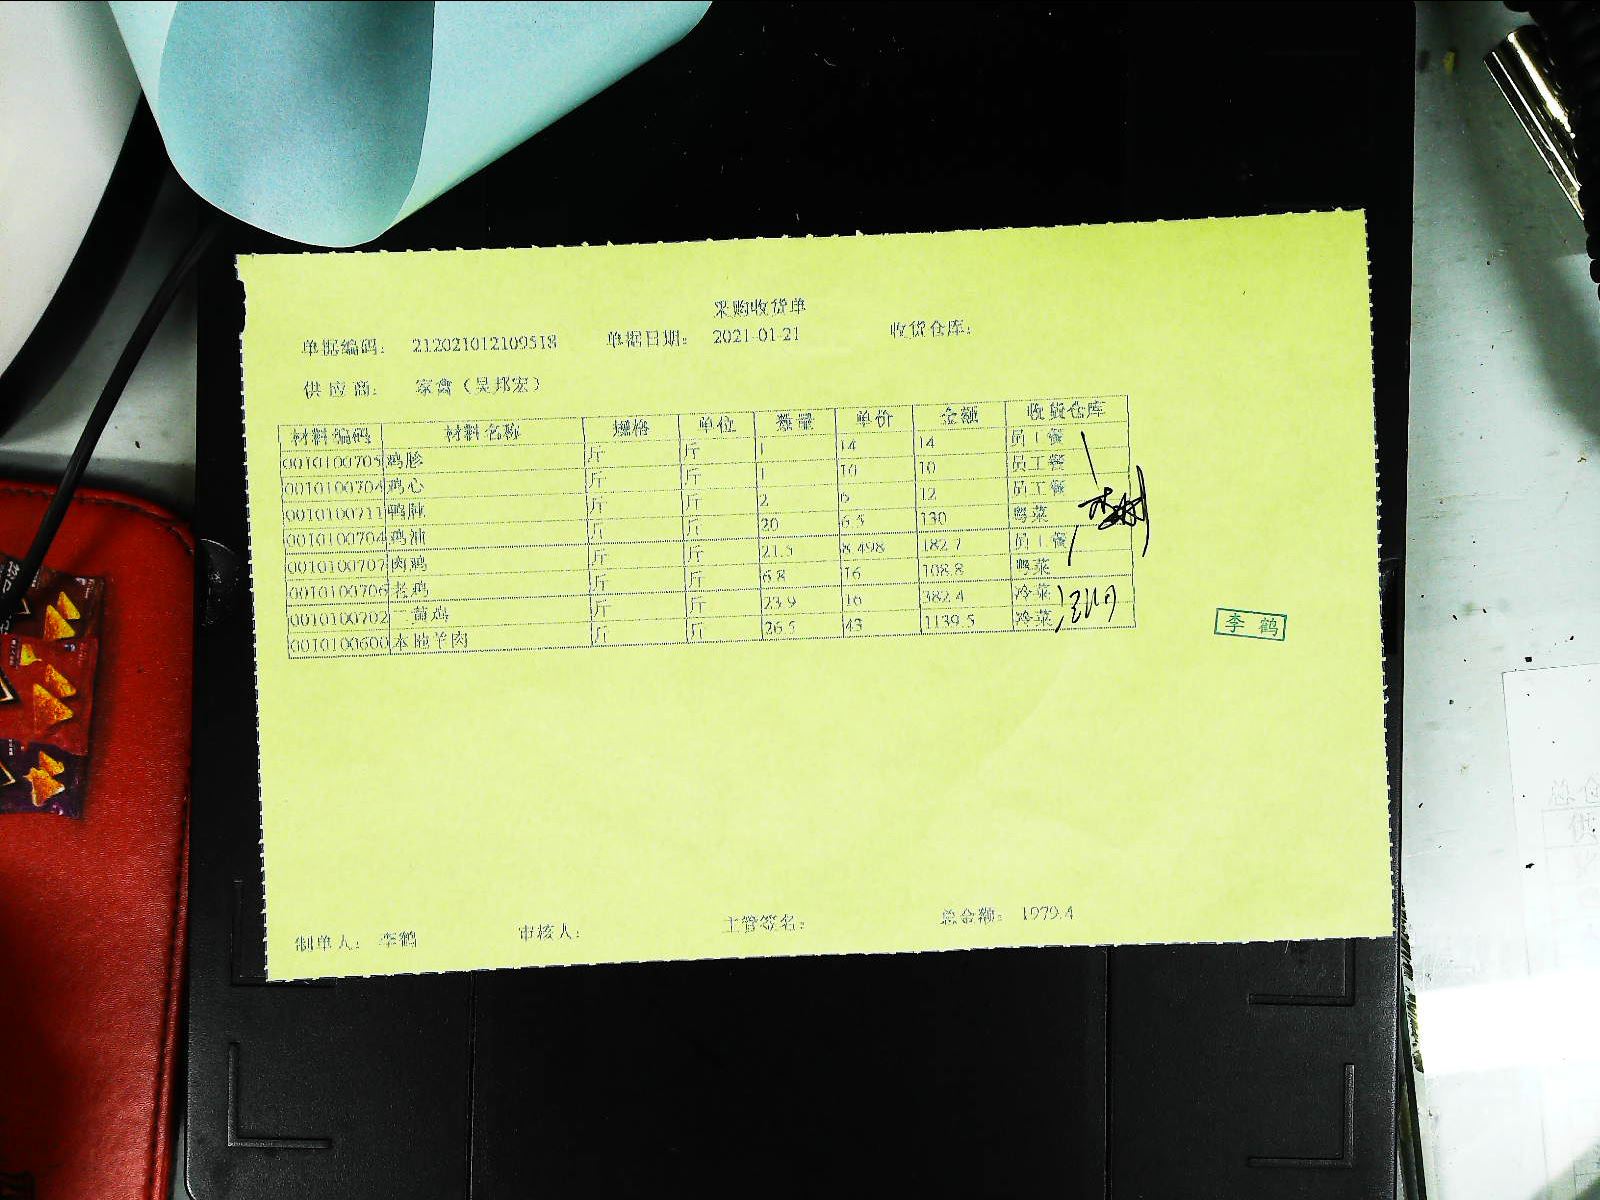 采购收货单
单据编码: 212021012109518 单据日期: 2021-01-21 收货仓库:
供应商: 家禽(吴邦宏)
材料编码 材料名称 规格 单位 数量 单价 金额 收货仓库
0010100705 鸡胗 斤 斤 1 14 14 员工餐
0010100704 鸡心 斤 斤 1 10 10 员工餐
0010100711 鸭肫 斤 斤 2 6 12 员工餐
0010100704 鸡油 斤 斤 20 6.5 130 粤菜
0010100707 肉鸡 斤 斤 21.5 8.498 182.7 员工餐
0010100706 老鸡 斤 斤 6.8 16 108.8 粤菜
0010100702 三黄鸡 斤 斤 23.9 16 382.4 冷菜
0010100600 本地羊肉 斤 斤 26.5 43 1139.5 冷菜
李鹤
制单人: 李鹤 审核人: 主管签名: 总金额: 1979.4